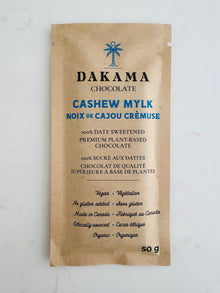 DAKAMA
CHOCOLATE
CASHEW MYLK
NOIX DE CAJOU CRÈMUSE
100% DATE SWEETENED
PREMIUM PLANT-BASED
CHOCOLATE
100% SUCRÉ AUX DATTES
CHOCOLAT DE QUALITÉ
SUPÉRIEURE À BASE DE PLANTES
Vegan - Végétalien
No gluten added - sans gluten
Made in Canada - Fabriqué au Canada
Ethically sourced - Cacao éthique
Organic - Organique
50 g